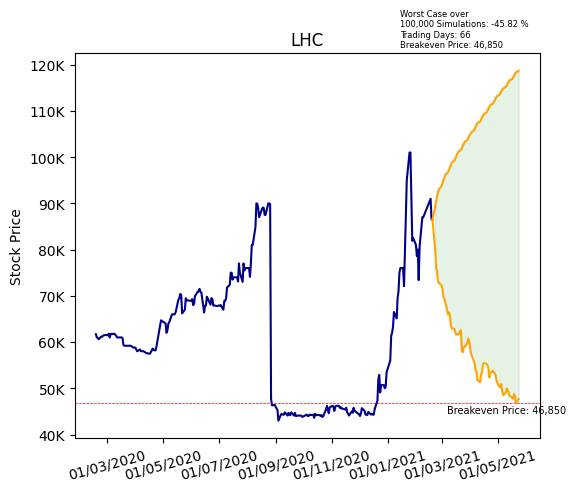 Worst Case over
100,000 Simulations: -45.82 %
Trading Days: 66
Breakeven Price: 46,850
LHC
120K
110K
100K
90K
80K
70K
60K
50K
40K
Stock Price
Breakeven Price: 46,850
01/03/2020
01/05/2020
01/07/2020
01/09/2020
01/11/2020
01/01/2021
01/03/2021
01/05/2021